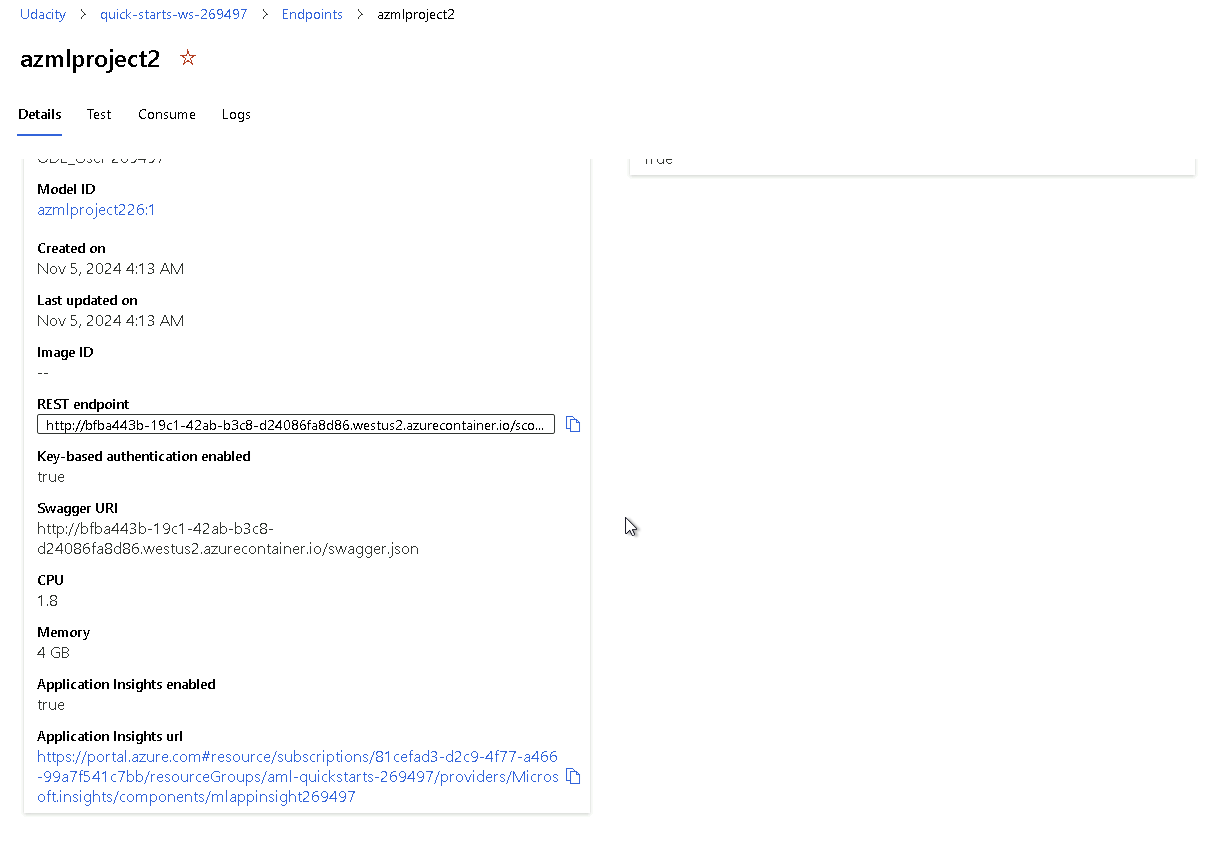 Udacity > quick-starts-ws-269497 > Endpoints > azmlproject2
azmlproject2
Details Test Consume Logs
Model ID
azmlproject226:1
Created on
Nov 5, 2024 4:13 AM
Last updated on
Nov 5, 2024 4:13 AM
Image ID
--
REST endpoint
http://bfba443b-19c1-42ab-b3c8-d24086fa8d86.westus2.azurecontainer.io/sco...
Key-based authentication enabled
true
Swagger URI
http://bfba443b-19c1-42ab-b3c8-
d24086fa8d86.westus2.azurecontainer.io/swagger.json
CPU
1.8
Memory
4 GB
Application Insights enabled
true
Application Insights url
https://portal.azure.com#resource/subscriptions/81cefad3-d2c9-4f77-a466
-99a7f541c7bb/resourceGroups/aml-quickstarts-269497/providers/Micros
oft.insights/components/mlappinsight269497